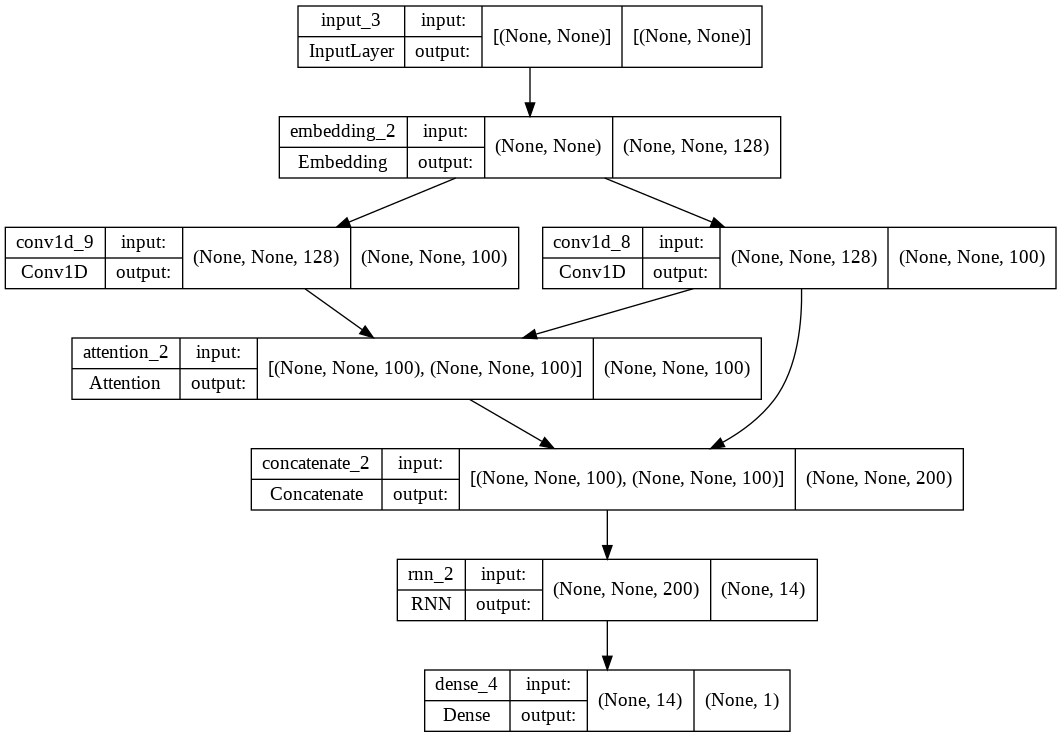 input_3 input: [(None, None)] [(None, None)]
InputLayer output:
embedding_2 input: (None, None) (None, None, 128)
Embedding output:
conv1d_9 input: (None, None, 128) (None, None, 100)
Conv1D output:
conv1d_8 input: (None, None, 128) (None, None, 100)
Conv1D output:
attention_2 input: [(None, None, 100), (None, None, 100)] (None, None, 100)
Attention output:
concatenate_2 input: [(None, None, 100), (None, None, 100)] (None, None, 200)
Concatenate output:
rnn_2 input: (None, None, 200) (None, 14)
RNN output:
dense_4 input: (None, 14) (None, 1)
Dense output: